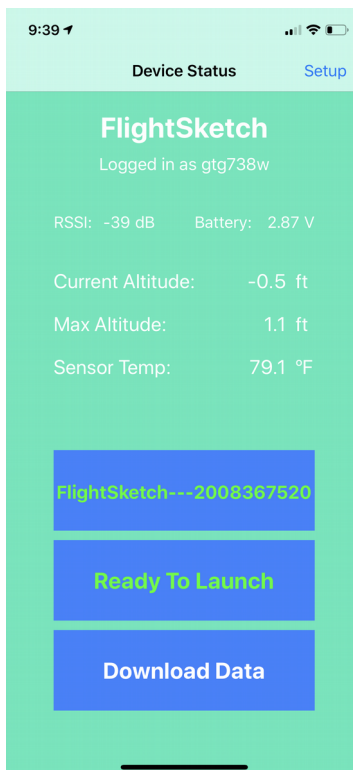 9:39
Device Status Setup
FlightSketch
Logged in as gtg738w
RSSI: -39 dB Battery: 2.87 V
Current Altitude: -0.5 ft
Max Altitude: 1.1 ft
Sensor Temp: 79.1 °F
FlightSketch---2008367520
Ready To Launch
Download Data